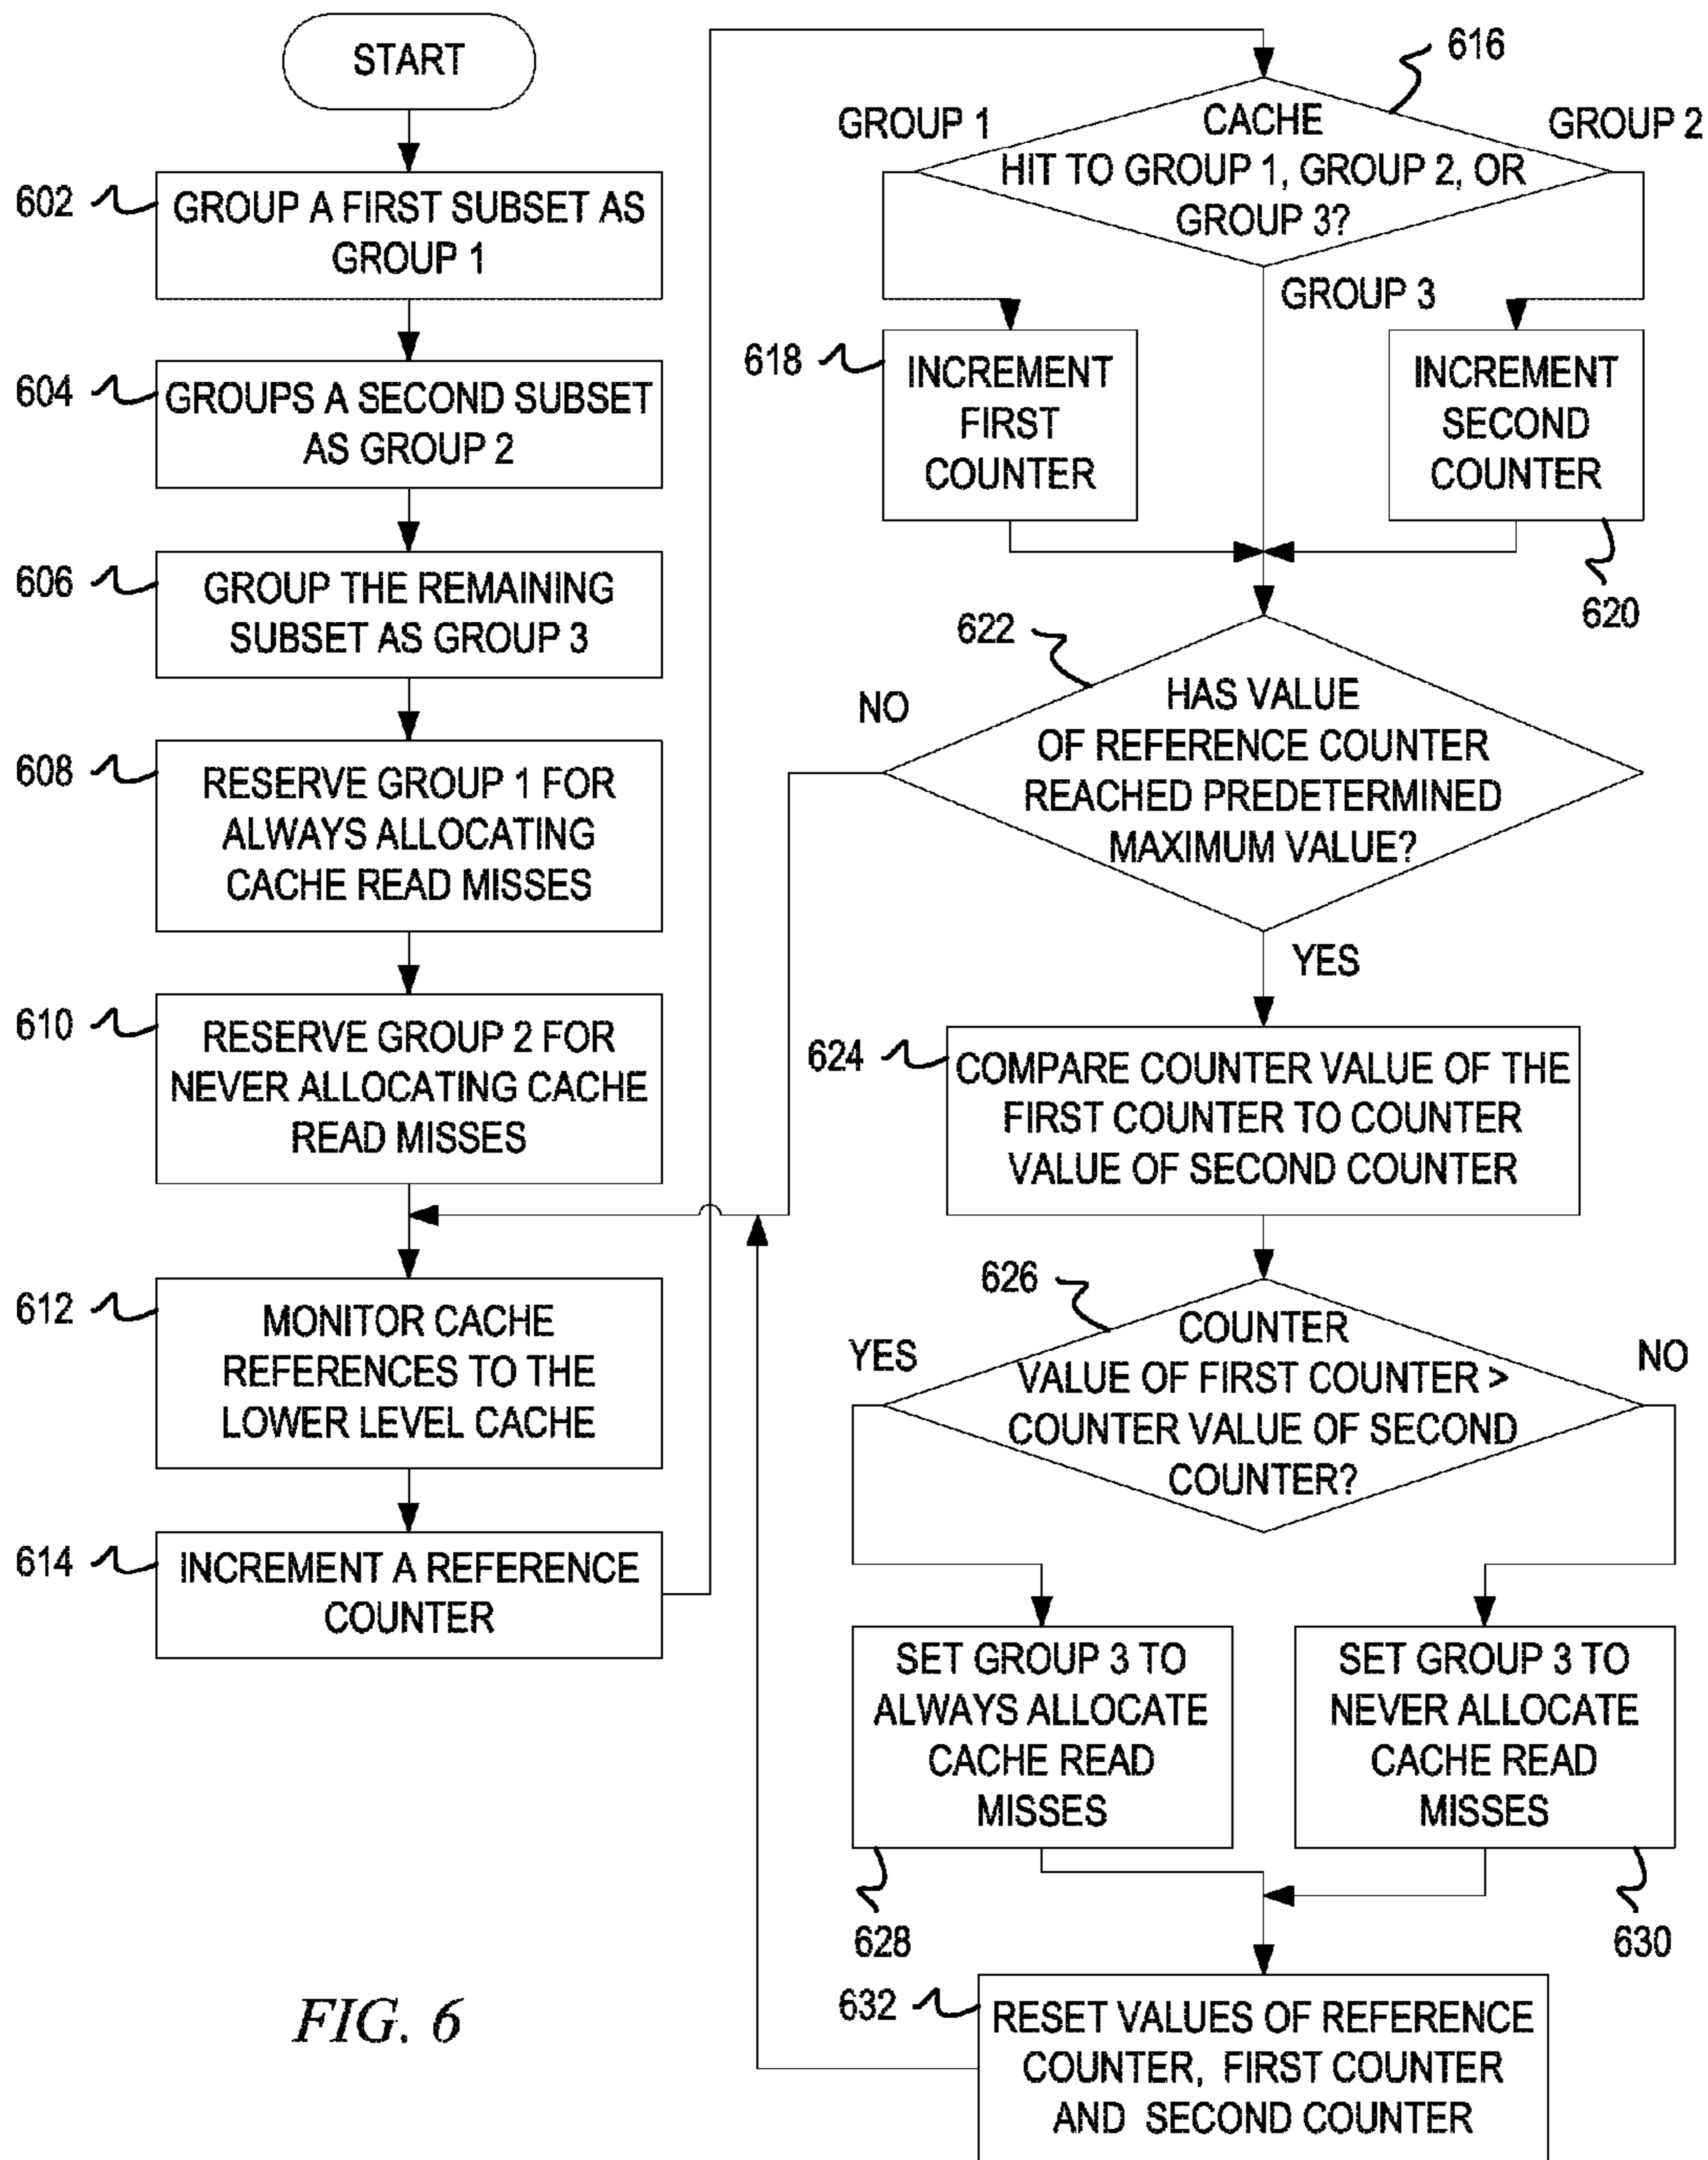 START
602
GROUP A FIRST SUBSET AS
GROUP 1
604
GROUPS A SECOND SUBSET
AS GROUP 2
606
GROUP THE REMAINING
SUBSET AS GROUP 3
608
RESERVE GROUP 1 FOR
ALWAYS ALLOCATING
CACHE READ MISSES
610
RESERVE GROUP 2 FOR
NEVER ALLOCATING CACHE
READ MISSES
612
MONITOR CACHE
REFERENCES TO THE
LOWER LEVEL CACHE
614
INCREMENT A REFERENCE
COUNTER
616
CACHE
HIT TO GROUP 1, GROUP 2, OR
GROUP 3?
GROUP 1
GROUP 2
GROUP 3
618
INCREMENT
FIRST
COUNTER
INCREMENT
SECOND
COUNTER
620
622
HAS VALUE
OF REFERENCE COUNTER
REACHED PREDETERMINED
MAXIMUM VALUE?
NO
YES
624
COMPARE COUNTER VALUE OF THE
FIRST COUNTER TO COUNTER
VALUE OF SECOND COUNTER
626
COUNTER
VALUE OF FIRST COUNTER >
COUNTER VALUE OF SECOND
COUNTER?
YES
NO
SET GROUP 3 TO
ALWAYS ALLOCATE
CACHE READ
MISSES
628
SET GROUP 3 TO
NEVER ALLOCATE
CACHE READ
MISSES
630
632
RESET VALUES OF REFERENCE
COUNTER, FIRST COUNTER
AND SECOND COUNTER
FIG. 6